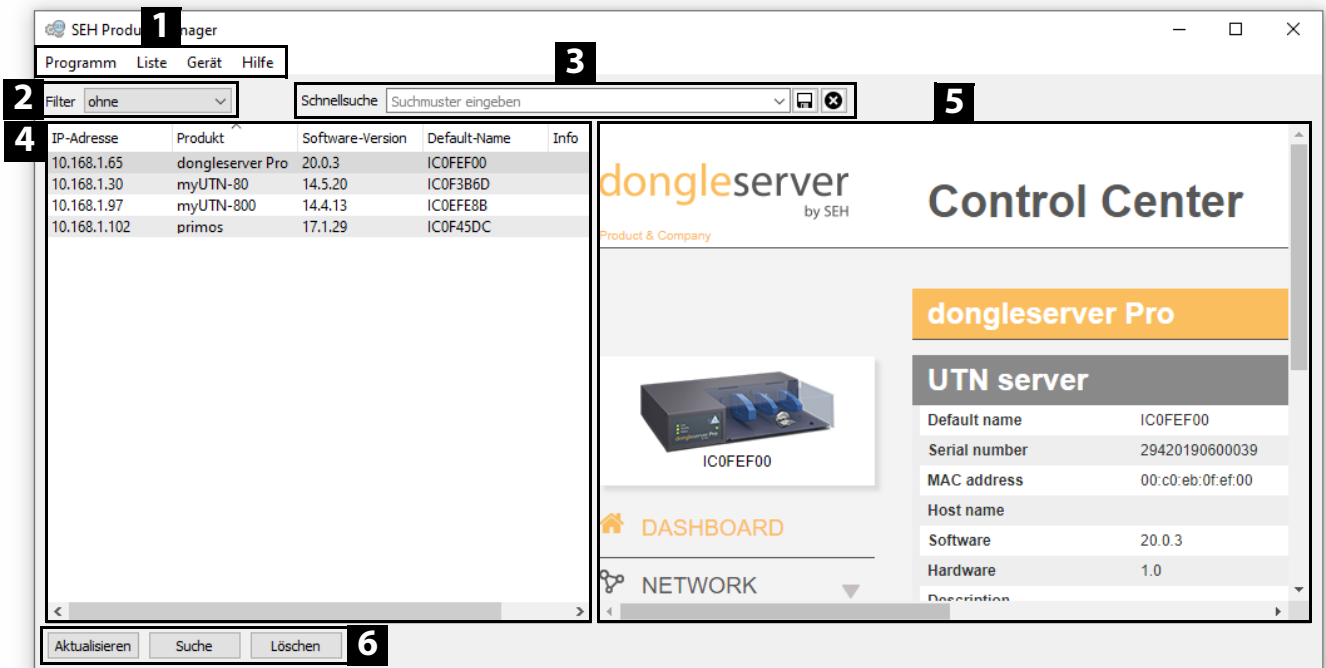 1
SEH Produ nager
Programm Liste Gerät Hilfe
2
Filter ohne
3
Schnellsuche Suchmuster eingeben
4
IP-Adresse Produkt Software-Version Default-Name Info
10.168.1.65 dongleserver Pro 20.0.3 IC0FEF00
10.168.1.30 myUTN-80 14.5.20 IC0F3B6D
10.168.1.97 myUTN-800 14.4.13 IC0EFE8B
10.168.1.102 primos 17.1.29 IC0F45DC
5
dongleserver
by SEH
Product & Company
Control Center
dongleserver Pro
UTN server
Default name IC0FEF00
Serial number 29420190600039
MAC address 00:c0:eb:0f:ef:00
Host name
Software 20.0.3
Hardware 1.0
Description
dongleserver Pro
IC0FEF00
DASHBOARD
NETWORK
Aktualisieren Suche Löschen
6